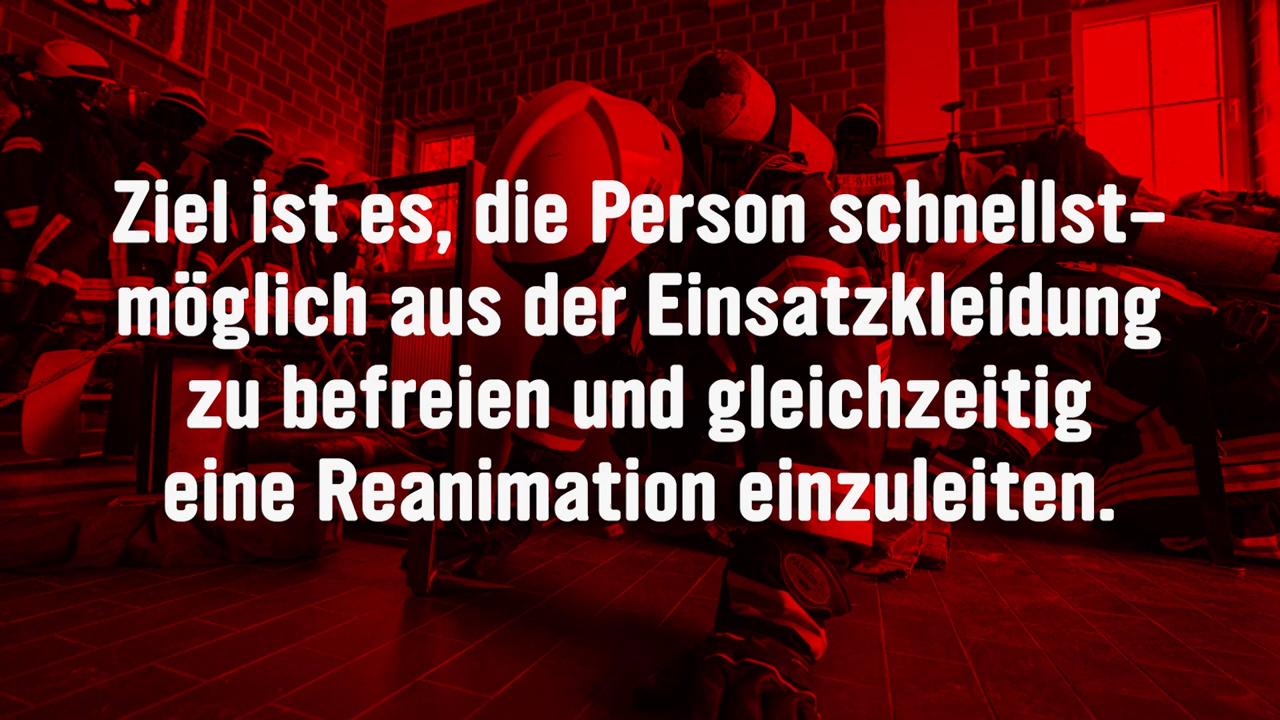 Ziel ist es, die Person schnellst-
möglich aus der Einsatzkleidung
zu befreien und gleichzeitig
eine Reanimation einzuleiten.